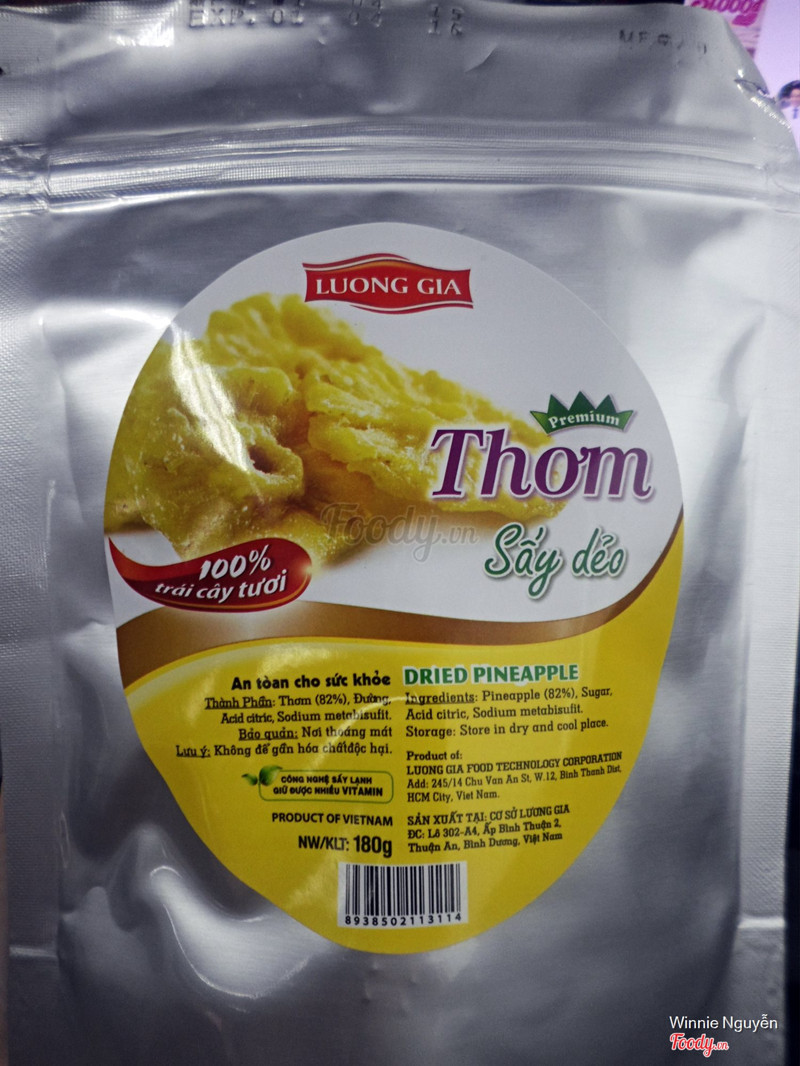 EXP. 01 04 16
LUONG GIA
Premium
Thơm
Sấy dẻo
100%
trái cây tươi
An tòan cho sức khỏe
Thành Phần: Thơm (82%), Đường,
Acid citric, Sodium metabisufit.
Bảo quản: Nơi thoáng mát
Lưu ý: Không để gần hóa chất độc hại.
CÔNG NGHỆ SẤY LẠNH
GIỮ ĐƯỢC NHIỀU VITAMIN
PRODUCT OF VIETNAM
NW/KLT: 180g
DRIED PINEAPPLE
Ingredients: Pineapple (82%), Sugar,
Acid citric, Sodium metabisufit.
Storage: Store in dry and cool place.
Product of:
LUONG GIA FOOD TECHNOLOGY CORPORATION
Add: 245/14 Chu Van An St, W.12, Binh Thanh Dist,
HCM City, Viet Nam.
SẢN XUẤT TẠI: CƠ SỞ LƯƠNG GIA
ĐC: Lô 302-A4, Ấp Bình Thuận 2,
Thuận An, Bình Dương, Việt Nam
8938502113114
Foody.vn
Winnie Nguyễn
Foody.vn